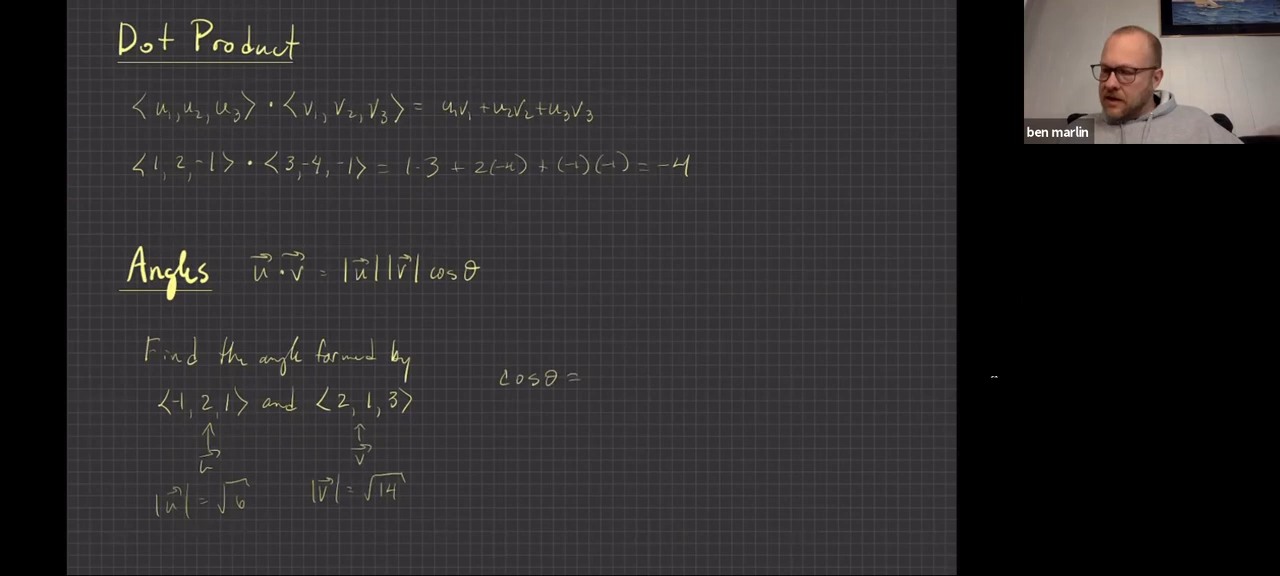 Dot Product
<u₁, u₂, u₃> · <v₁, v₂, v₃> = u₁v₁ + u₂v₂ + u₃v₃
<1, 2, -1> · <3, -4, -1> = 1·3 + 2(-4) + (-1)(-1) = -4
Angles u⃗ · v⃗ = |u⃗| |v⃗| cos θ
Find the angle formed by
<-1, 2, 1> and <2, 1, 3>
cos θ =
↑ ↑
u⃗ v⃗
|u⃗| = √6 |v⃗| = √14
ben marlin